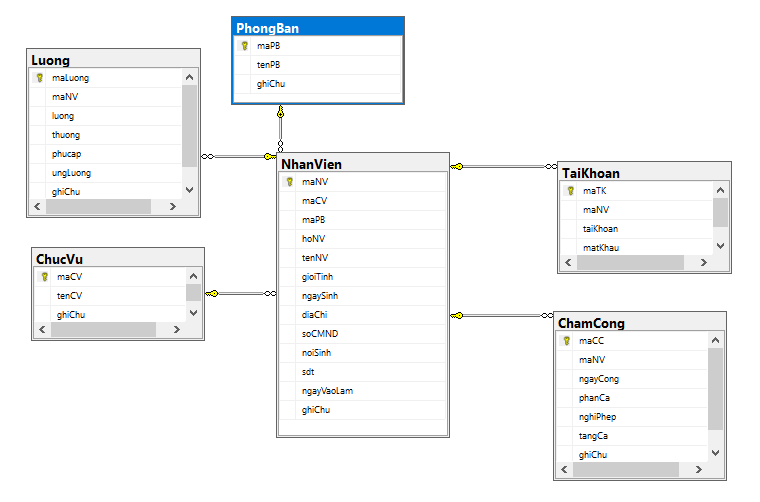 PhongBan
maPB
tenPB
ghiChu
Luong
maLuong
maNV
luong
thuong
phucap
ungLuong
ghiChu
NhanVien
maNV
maCV
maPB
hoNV
tenNV
gioiTinh
ngaySinh
diaChi
soCMND
noiSinh
sdt
ngayVaoLam
ghiChu
TaiKhoan
maTK
maNV
taiKhoan
matKhau
ChucVu
maCV
tenCV
ghiChu
ChamCong
maCC
maNV
ngayCong
phanCa
nghiPhep
tangCa
ghiChu